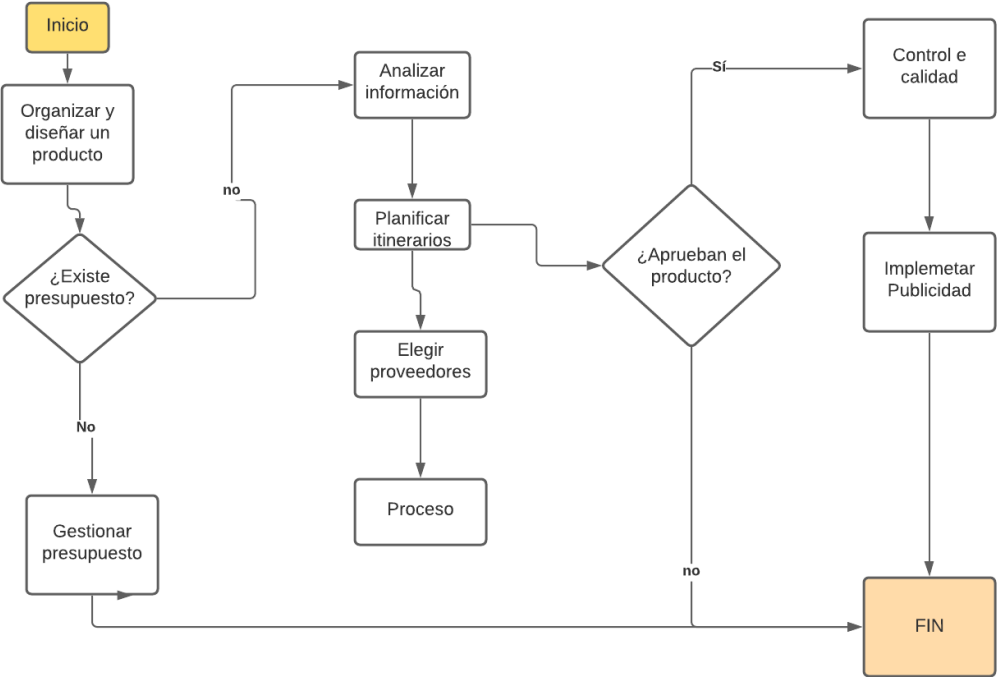 Inicio
Organizar y
diseñar un
producto
¿Existe
presupuesto?
no
No
Gestionar
presupuesto
Analizar
información
Planificar
itinerarios
Elegir
proveedores
Proceso
¿Aprueban el
producto?
Sí
no
Control e
calidad
Implemetar
Publicidad
FIN